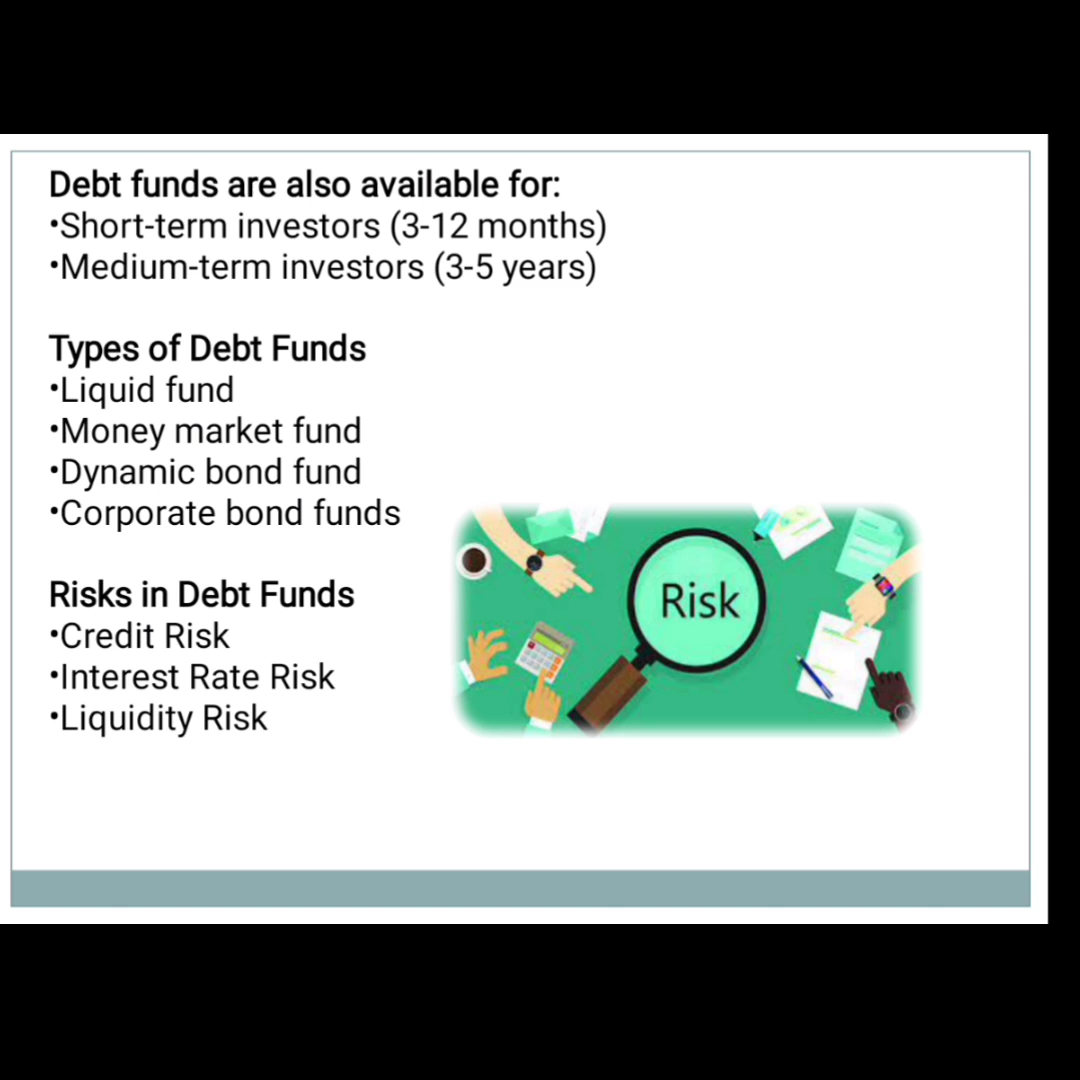 Debt funds are also available for:
•Short-term investors (3-12 months)
•Medium-term investors (3-5 years)
Types of Debt Funds
•Liquid fund
•Money market fund
•Dynamic bond fund
•Corporate bond funds
Risks in Debt Funds
•Credit Risk
•Interest Rate Risk
•Liquidity Risk
Risk